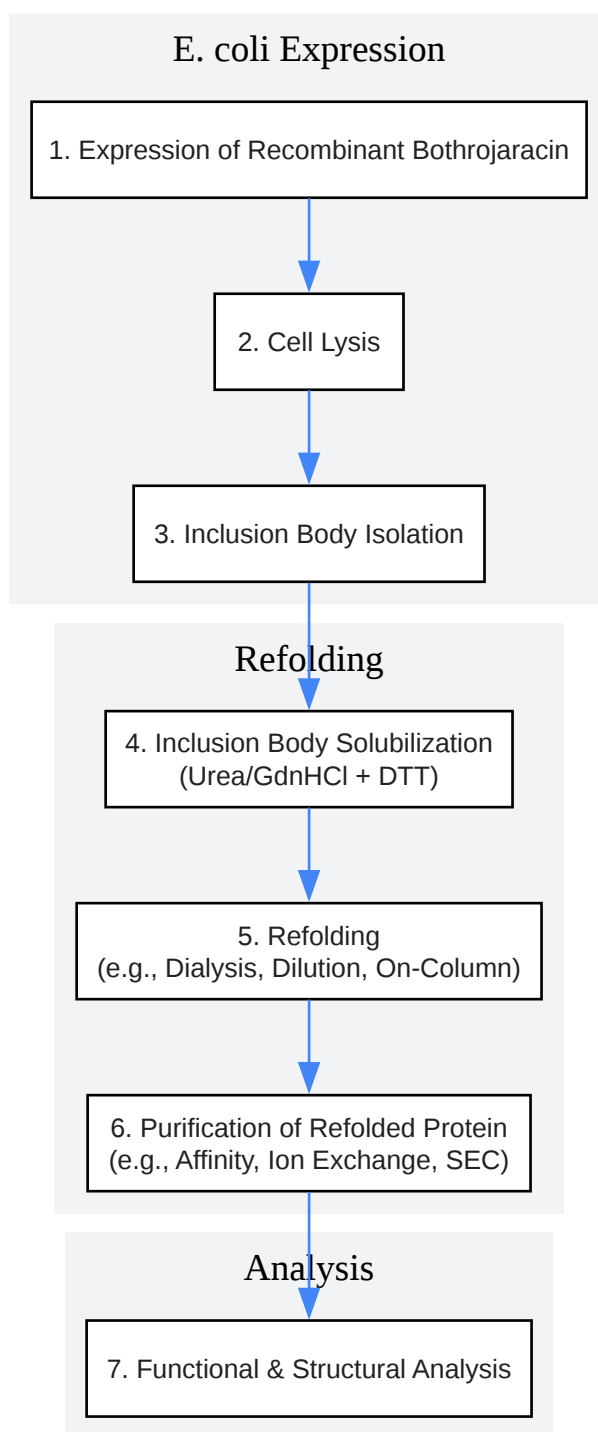 E. coli Expression
1. Expression of Recombinant Bothrojaracin
2. Cell Lysis
3. Inclusion Body Isolation
Refolding
4. Inclusion Body Solubilization
(Urea/GdnHCl + DTT)
5. Refolding
(e.g., Dialysis, Dilution, On-Column)
6. Purification of Refolded Protein
(e.g., Affinity, Ion Exchange, SEC)
Analysis
7. Functional & Structural Analysis